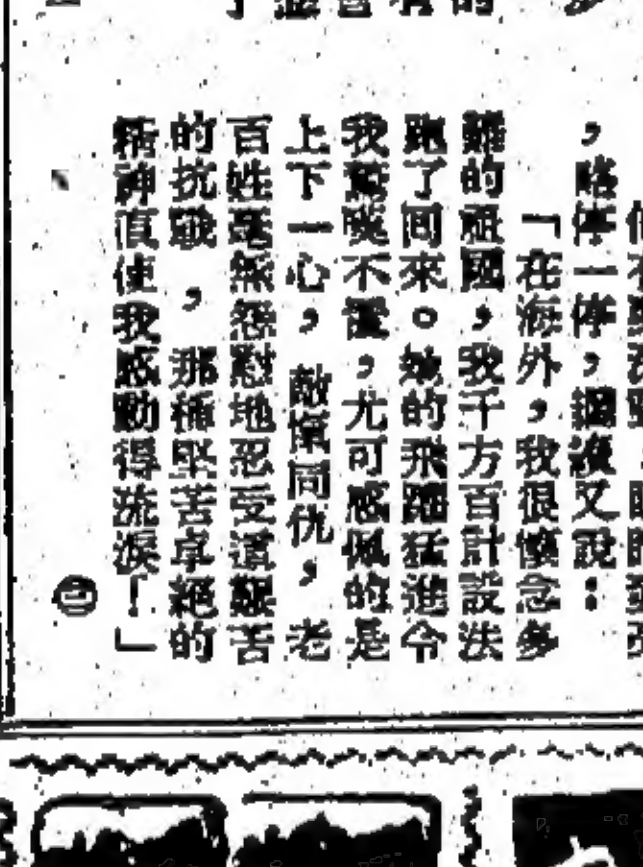 ，略停一停，繼續又說：
「在海外，我很懷念多
難的祖國，我千方百計設法
跑了回來。她的飛躍猛進令
我驚嘆不置，尤可感佩的是
上下一心，敵愾同仇，老
百姓毫無怨懟地忍受這艱苦
的抗戰，那種堅苦卓絕的
精神直使我感動得流淚！」
㊁